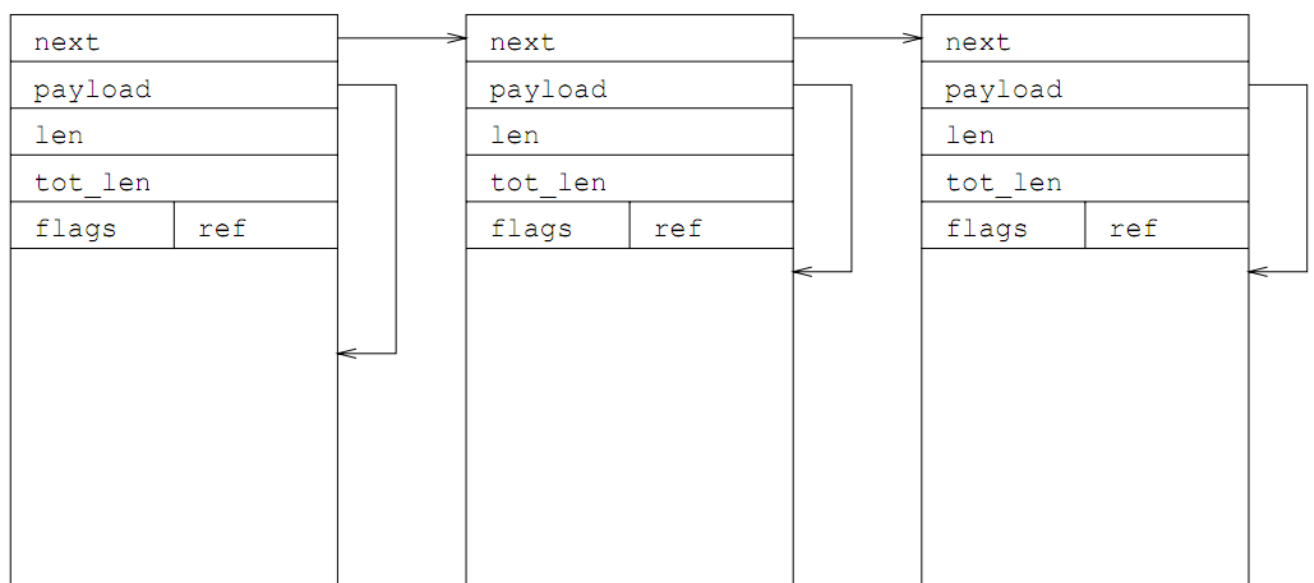 next next next
payload payload payload
len len len
tot_len tot_len tot_len
flags ref flags ref flags ref